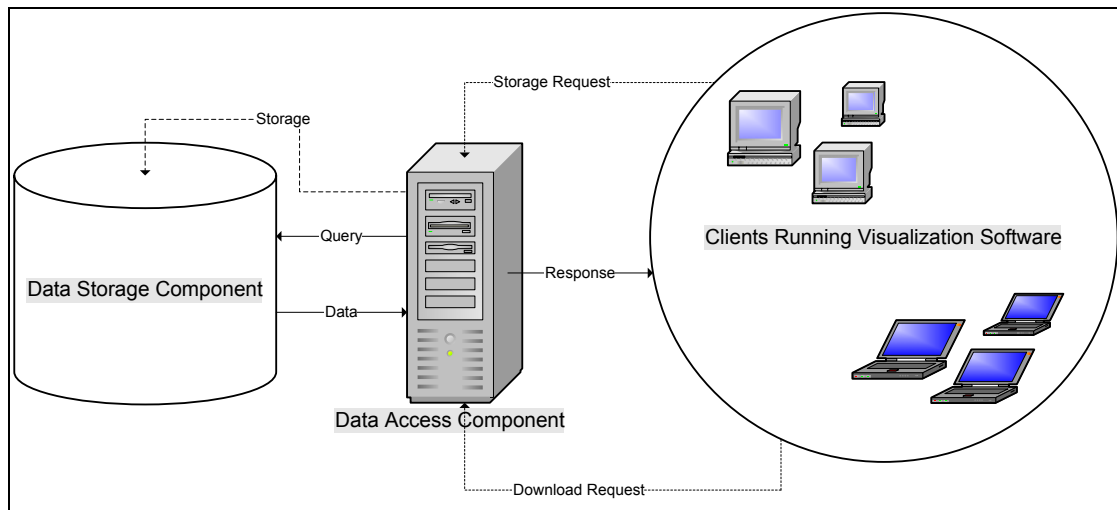 Storage Request
Storage
Query
Clients Running Visualization Software
Response
Data Storage Component
Data
Data Access Component
Download Request